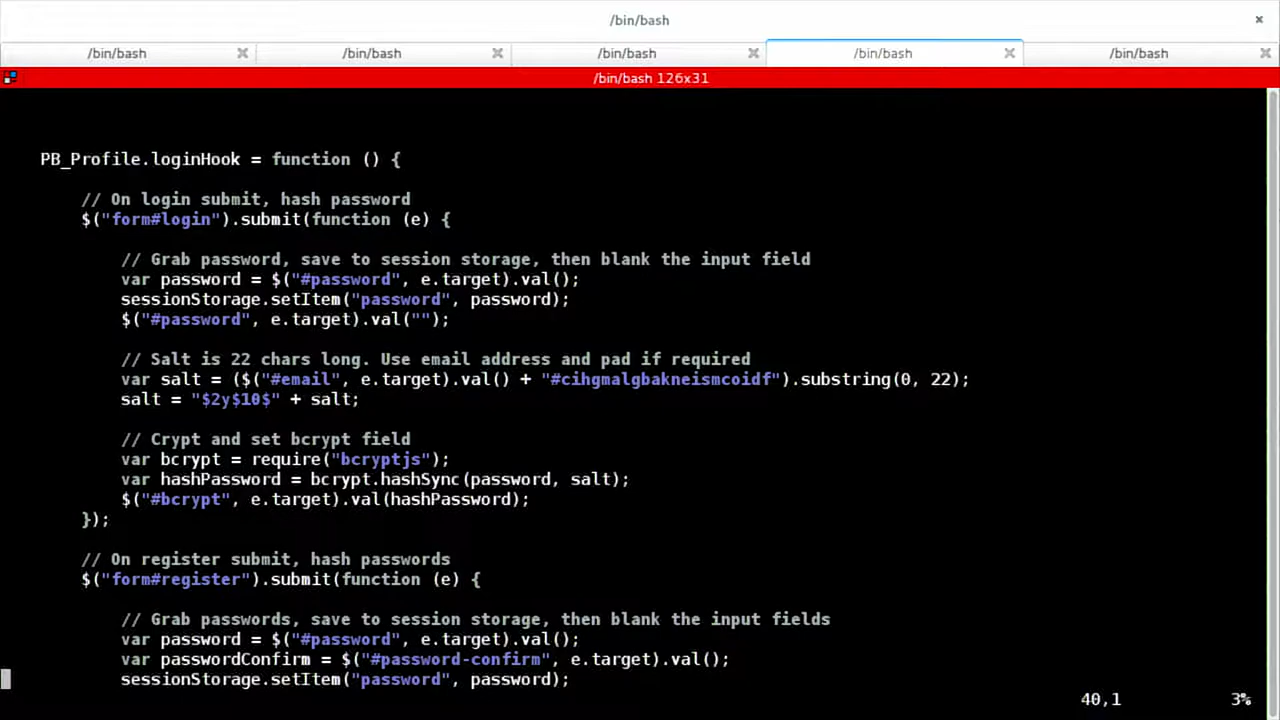 /bin/bash
/bin/bash /bin/bash /bin/bash /bin/bash /bin/bash
/bin/bash 126x31
PB_Profile.loginHook = function () {
// On login submit, hash password
$("form#login").submit(function (e) {
// Grab password, save to session storage, then blank the input field
var password = $("#password", e.target).val();
sessionStorage.setItem("password", password);
$("#password", e.target).val("");
// Salt is 22 chars long. Use email address and pad if required
var salt = ($("#email", e.target).val() + "#cihgmalgbakneismcoidf").substring(0, 22);
salt = "$2y$10$" + salt;
// Crypt and set bcrypt field
var bcrypt = require("bcryptjs");
var hashPassword = bcrypt.hashSync(password, salt);
$("#bcrypt", e.target).val(hashPassword);
});
// On register submit, hash passwords
$("form#register").submit(function (e) {
// Grab passwords, save to session storage, then blank the input fields
var password = $("#password", e.target).val();
var passwordConfirm = $("#password-confirm", e.target).val();
sessionStorage.setItem("password", password);
40,1 3%